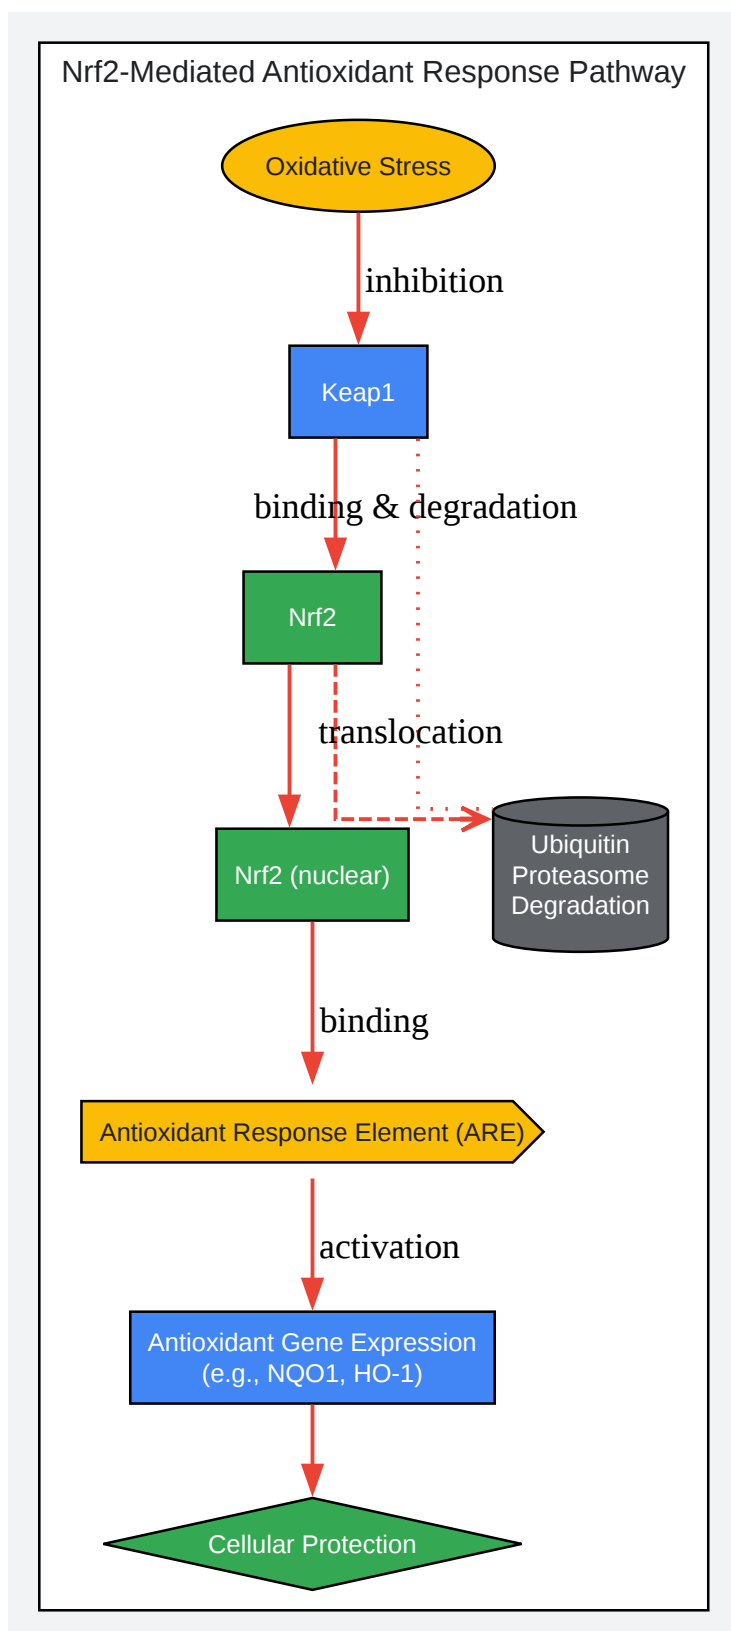 Nrf2-Mediated Antioxidant Response Pathway
Oxidative Stress
inhibition
Keap1
binding & degradation
Nrf2
translocation
Ubiquitin
Proteasome
Degradation
Nrf2 (nuclear)
binding
Antioxidant Response Element (ARE)
activation
Antioxidant Gene Expression
(e.g., NQO1, HO-1)
Cellular Protection